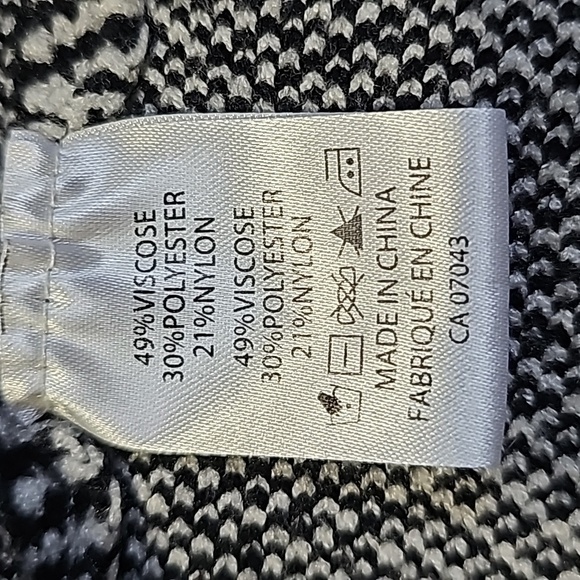 49%VISCOSE
30%POLYESTER
21%NYLON
49%VISCOSE
30%POLYESTER
21%NYLON
MADE IN CHINA
FABRIQUE EN CHINE
CA 07043